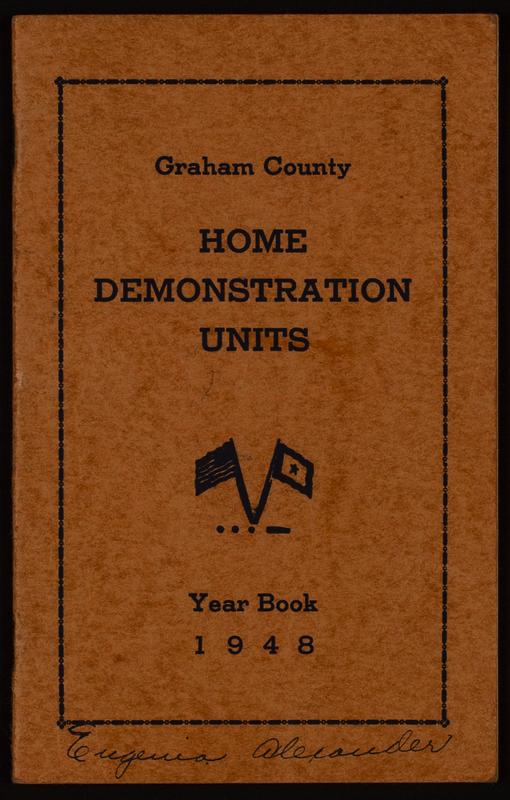 Graham County
HOME
DEMONSTRATION
UNITS
Year Book
1948
Eugenia Alexander